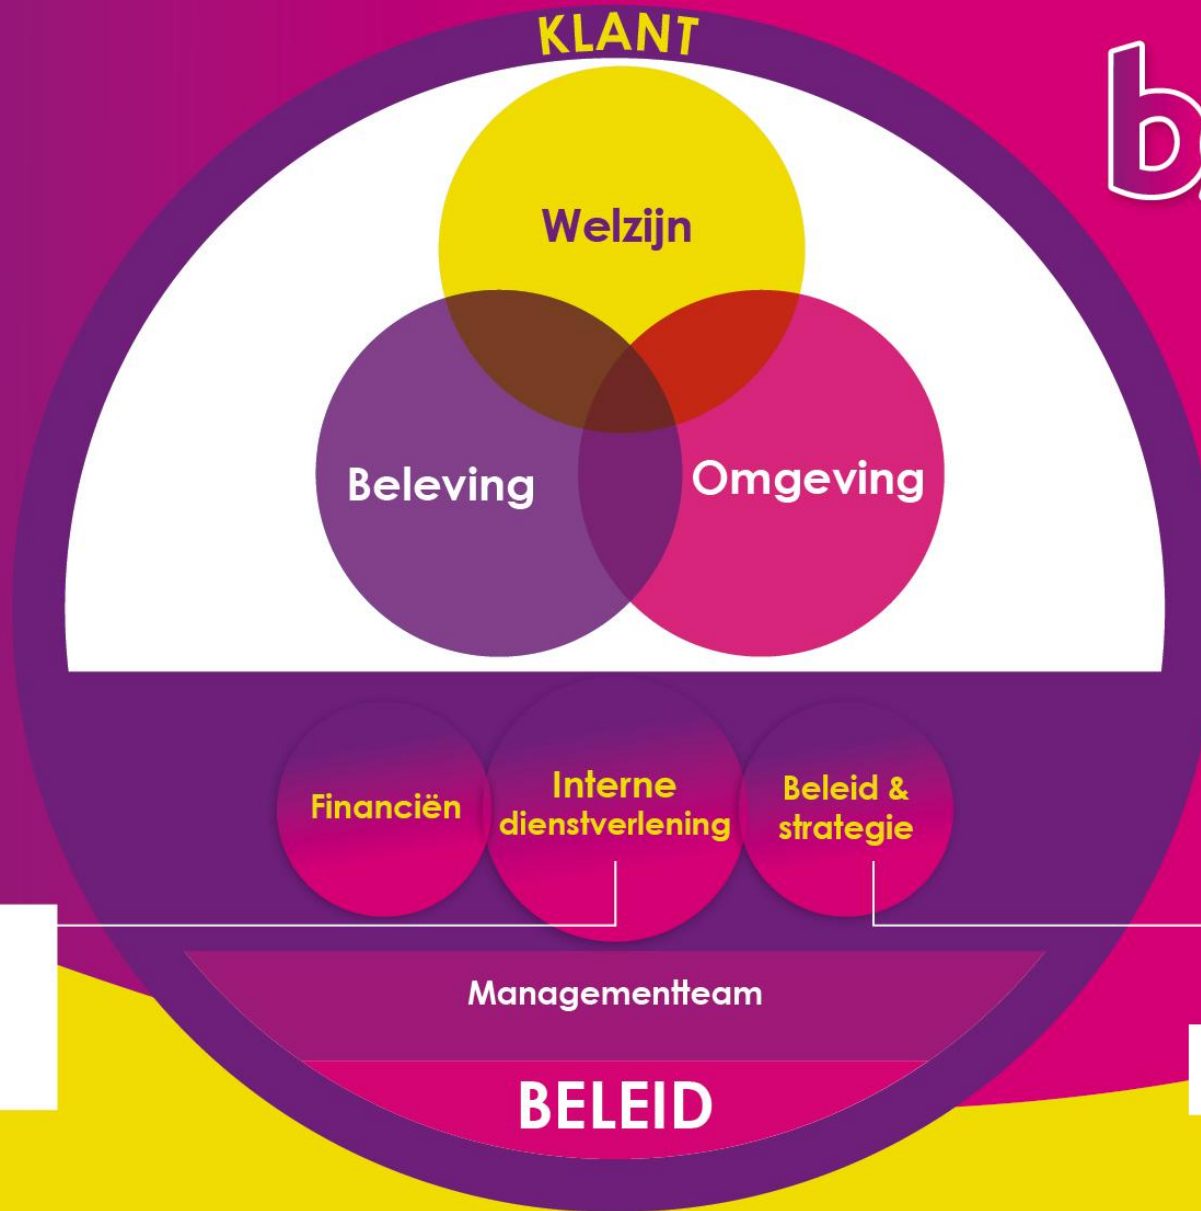 KLANT
Welzijn
Beleving
Omgeving
Financiën
Interne
dienstverlening
Beleid &
strategie
Managementteam
BELEID